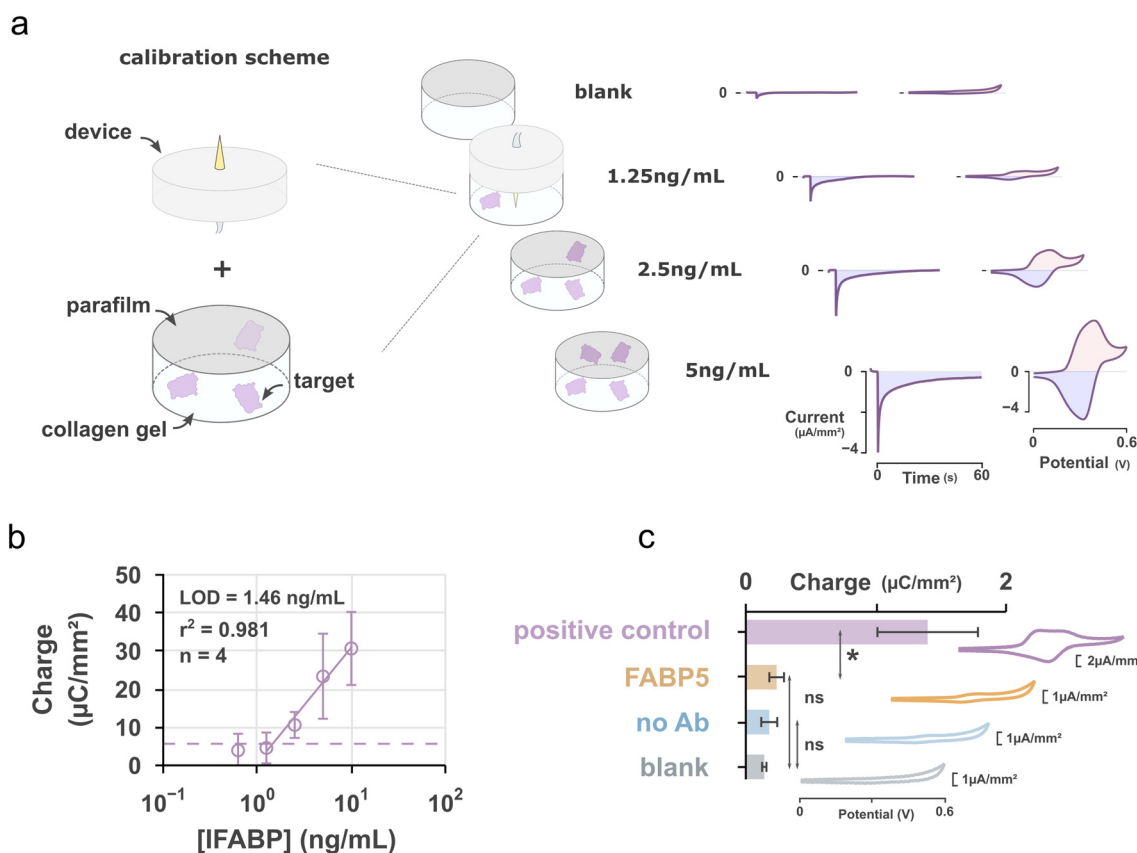 a
calibration scheme
device
+
parafilm
target
collagen gel
blank
0
-
1.25ng/mL
0
-
2.5ng/mL
0
-
5ng/mL
0
Current
(µA/mm²)
−4
0
60
Time (s)
0
−4
0
0.6
Potential (V)
b
Charge
(µC/mm²)
50
40
30
20
10
0
LOD = 1.46 ng/mL
r² = 0.981
n = 4
10⁻¹
10⁰
10¹
10²
[IFABP] (ng/mL)
c
0
Charge (µC/mm²)
2
positive control
*
2µA/mm
FABP5
ns
1µA/mm²
no Ab
ns
1µA/mm²
blank
1µA/mm²
0
0.6
Potential (V)